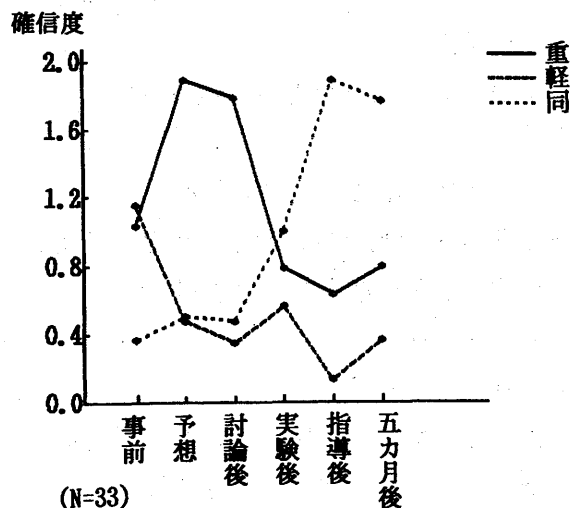 確信度
重
軽
同
2.0
1.6
1.2
0.8
0.4
0.0
事前
予想
討論後
実験後
指導後
五カ月後
(N=33)